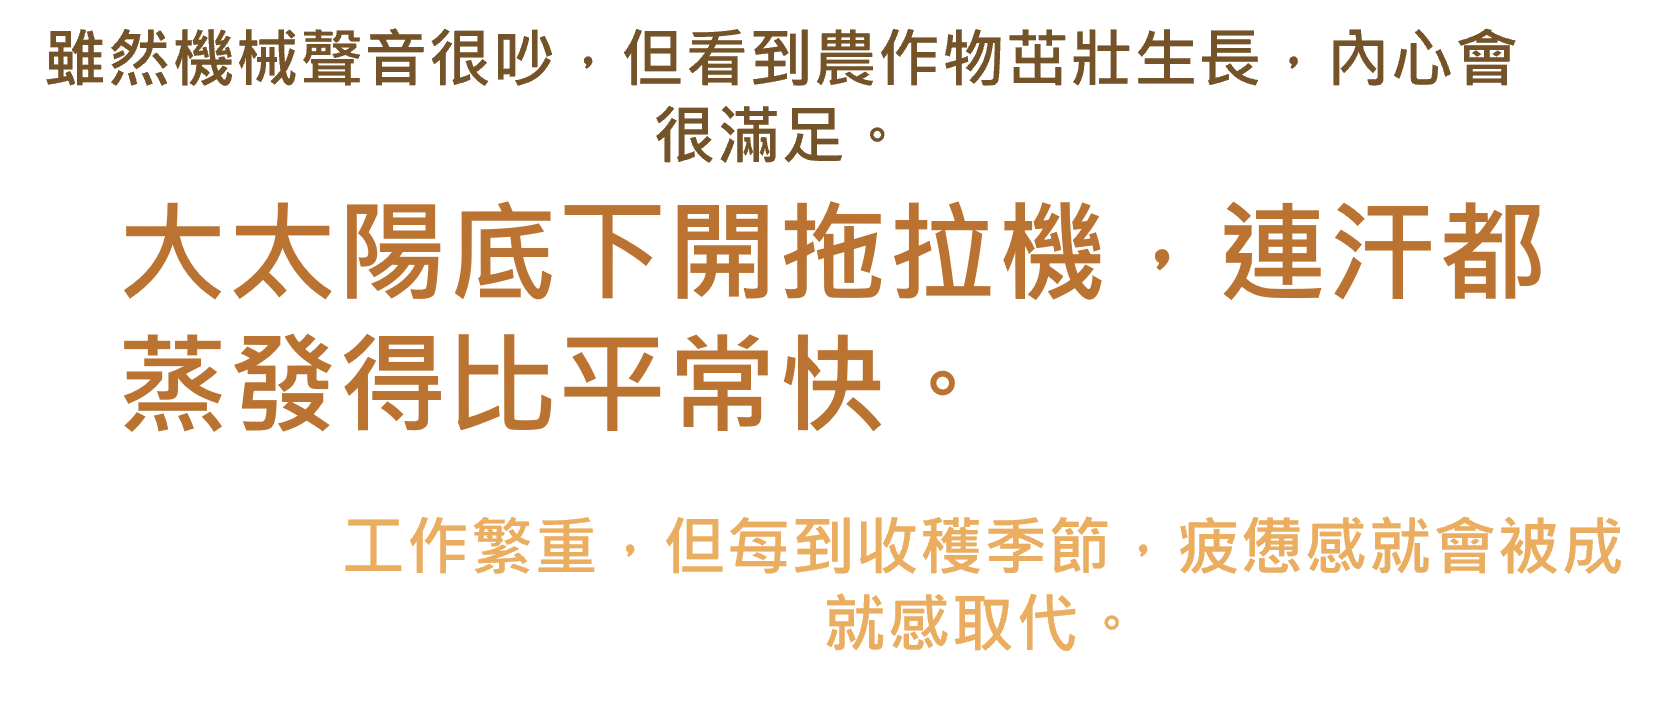 雖然機械聲音很吵，但看到農作物茁壯生長，內心會
很滿足。
大太陽底下開拖拉機，連汗都
蒸發得比平常快。
工作繁重，但每到收穫季節，疲憊感就會被成
就感取代。